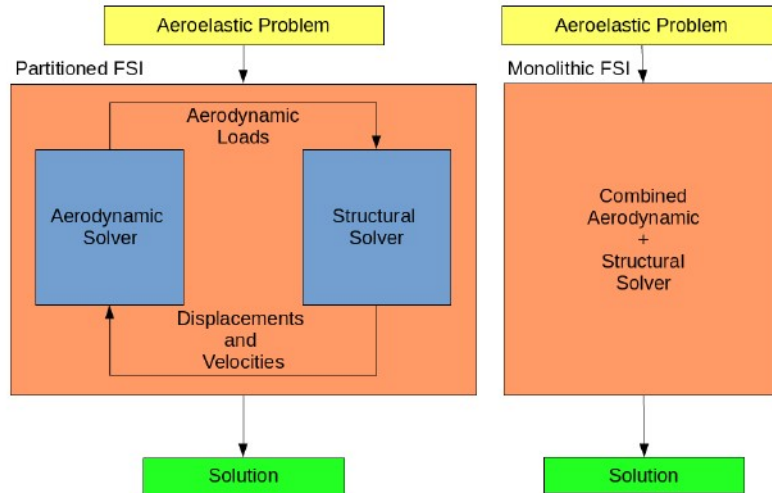 Aeroelastic Problem
Partitioned FSI
Aerodynamic
Loads
Aerodynamic
Solver
Structural
Solver
Displacements
and
Velocities
Solution
Aeroelastic Problem
Monolithic FSI
Combined
Aerodynamic
+
Structural
Solver
Solution